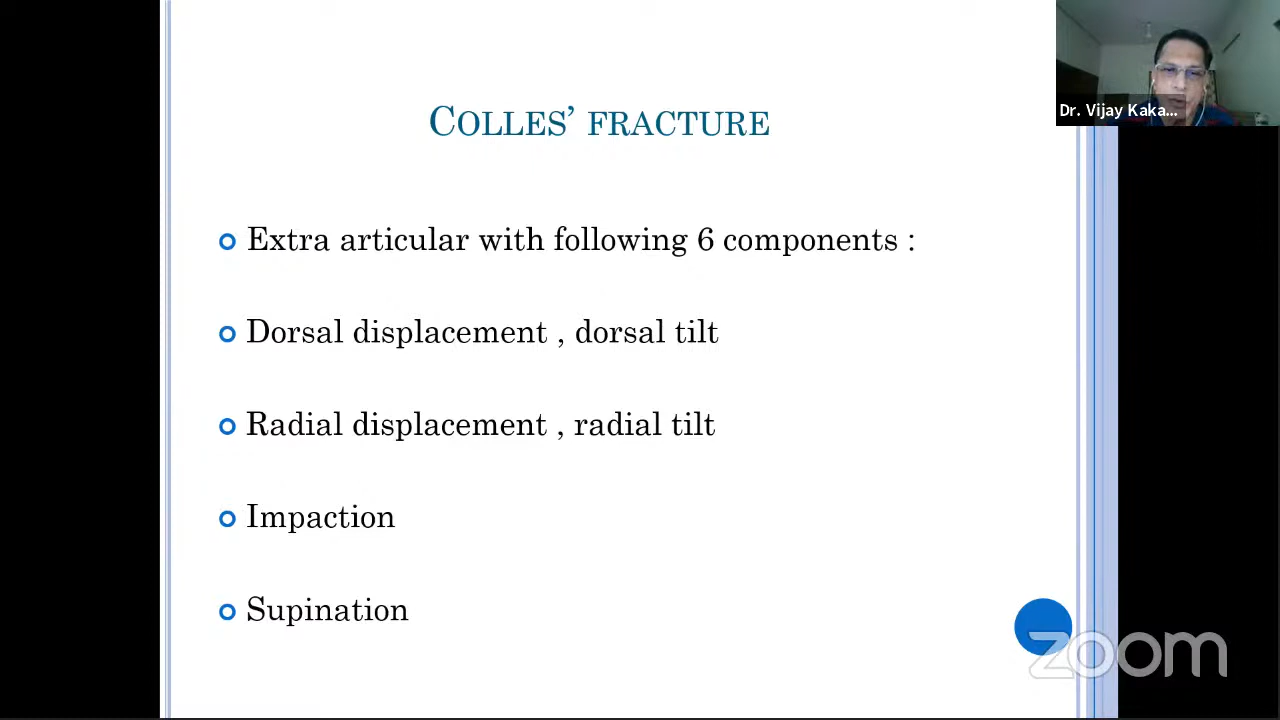 Colles’ fracture
Dr. Vijay Kaka...
Extra articular with following 6 components :
Dorsal displacement , dorsal tilt
Radial displacement , radial tilt
Impaction
Supination
zoom